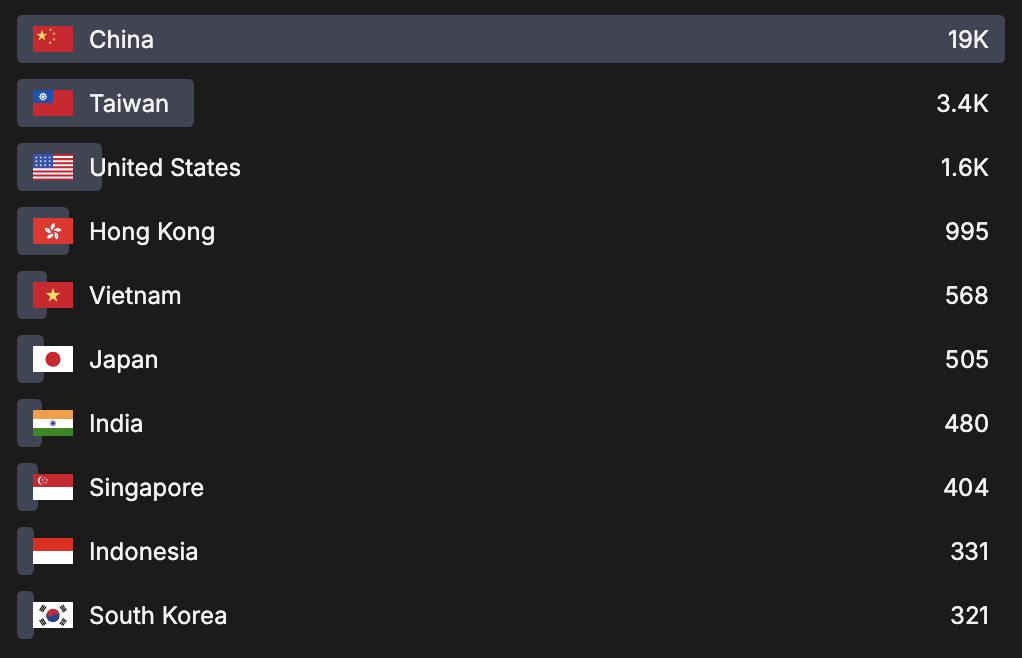 China 19K
Taiwan 3.4K
United States 1.6K
Hong Kong 995
Vietnam 568
Japan 505
India 480
Singapore 404
Indonesia 331
South Korea 321